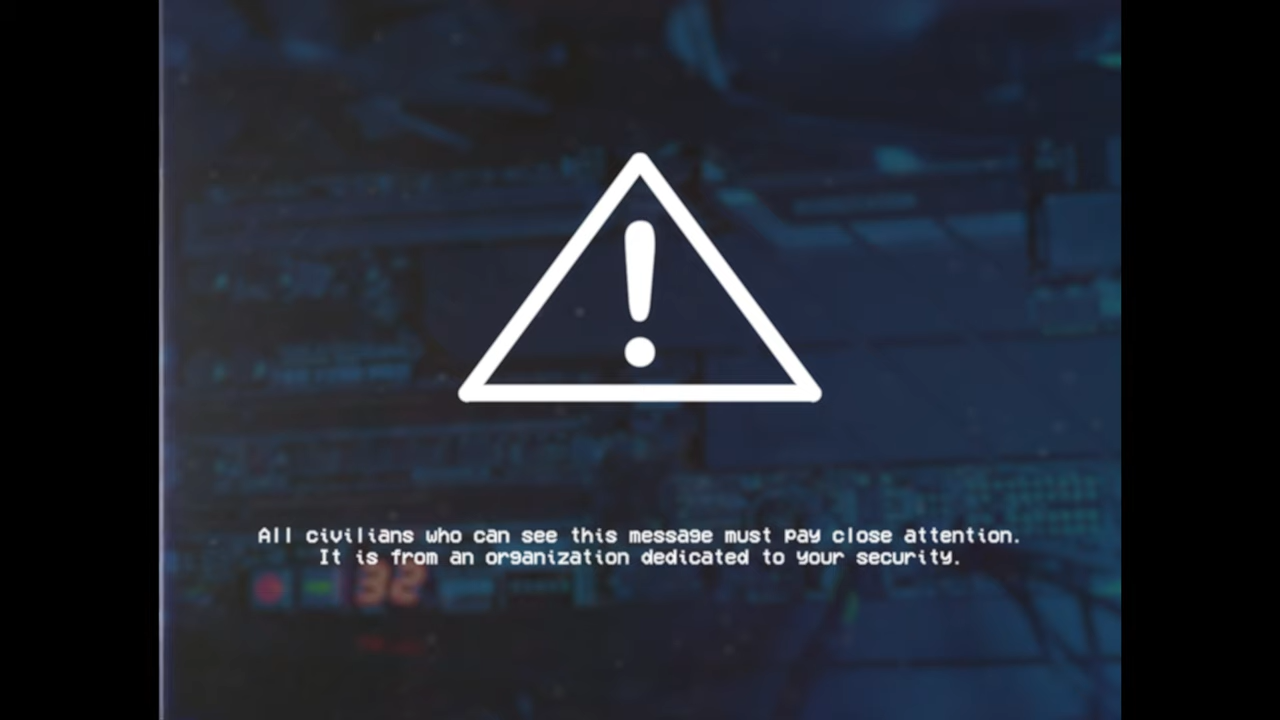 !
All civilians who can see this message must pay close attention.
It is from an organization dedicated to your security.
32